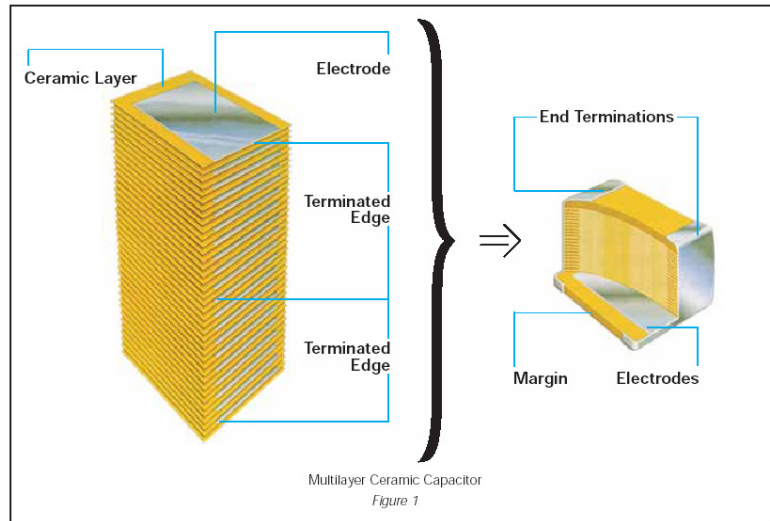 Ceramic Layer
Electrode
Terminated
Edge
Terminated
Edge
End Terminations
Margin
Electrodes
Multilayer Ceramic Capacitor
Figure 1